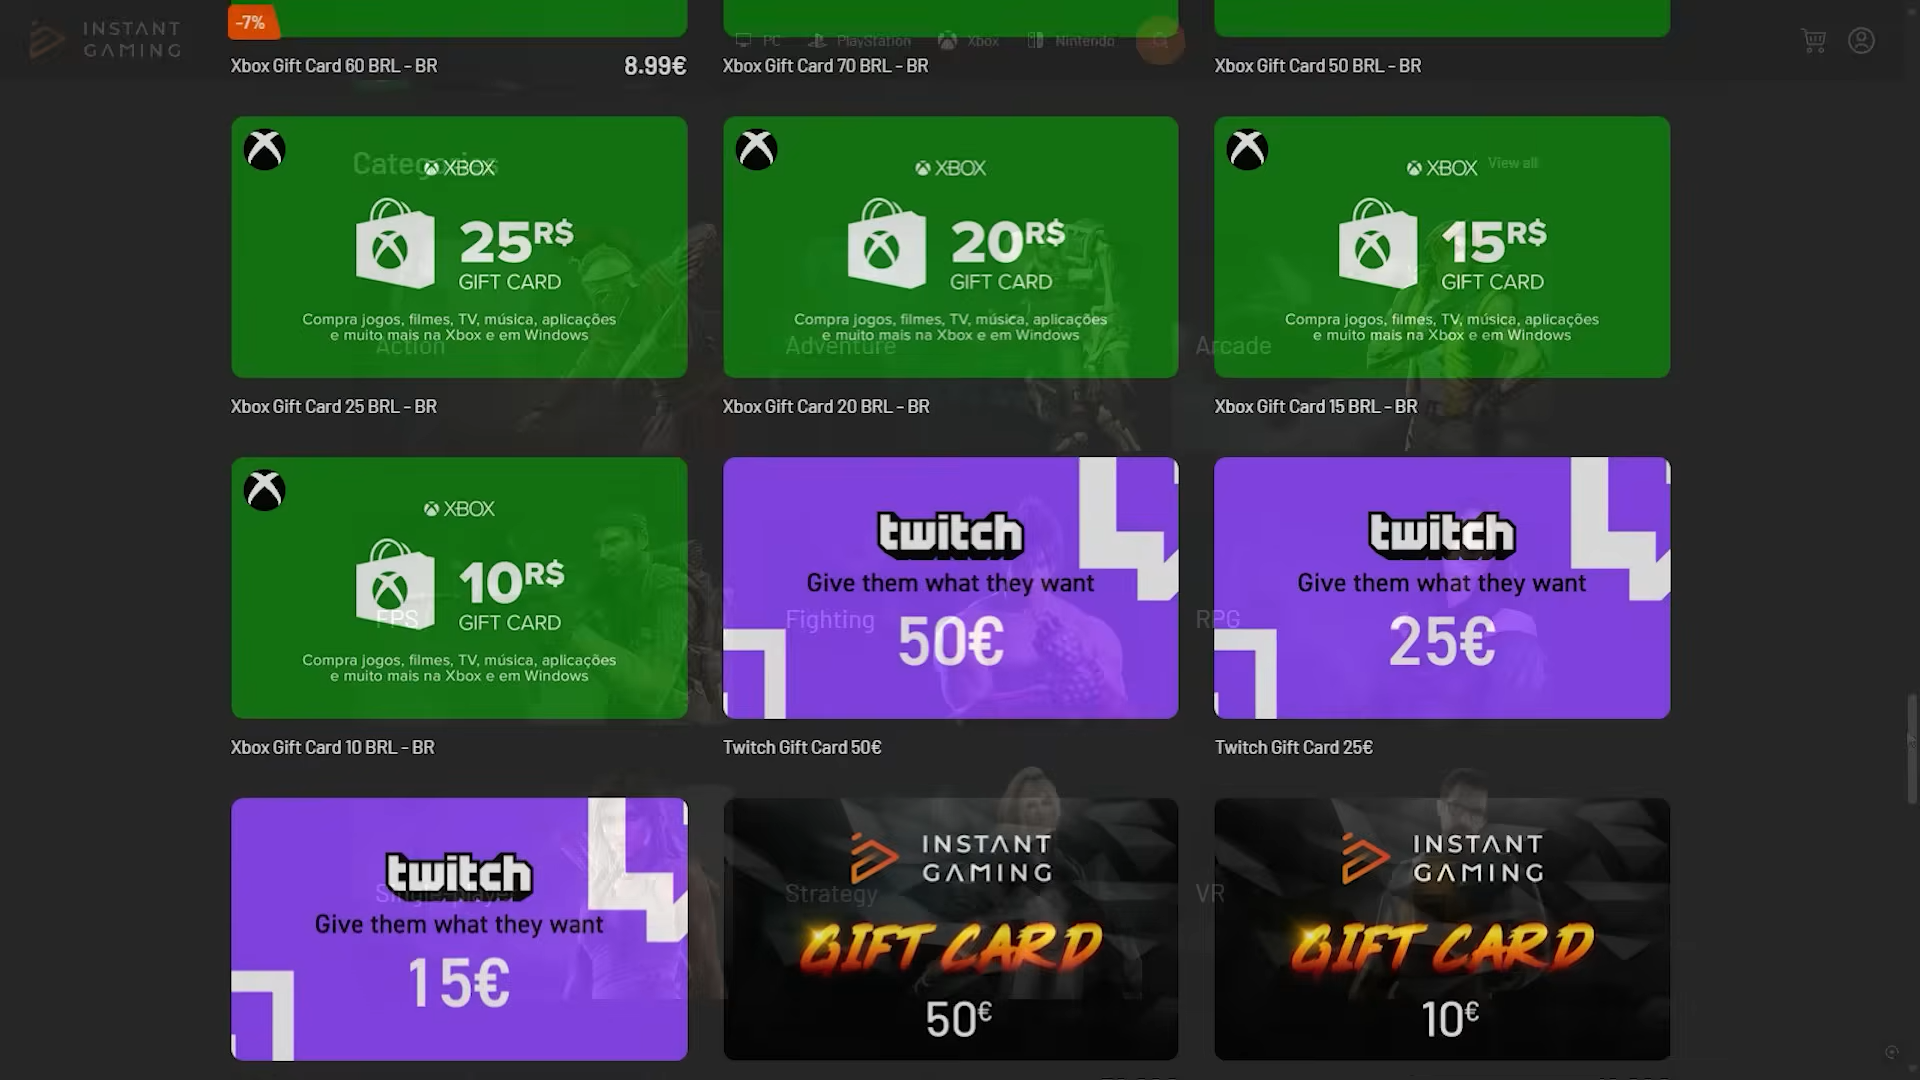 INSTANT
GAMING
-7%
PC
PlayStation
Xbox
Nintendo
Xbox Gift Card 60 BRL - BR
8.99€
Xbox Gift Card 70 BRL - BR
Xbox Gift Card 50 BRL - BR
Categories
View all
XBOX
25R$
GIFT CARD
Compra jogos, filmes, TV, música, aplicações
e muito mais na Xbox e em Windows
Action
XBOX
20R$
GIFT CARD
Compra jogos, filmes, TV, música, aplicações
e muito mais na Xbox e em Windows
Adventure
XBOX
15R$
GIFT CARD
Compra jogos, filmes, TV, música, aplicações
e muito mais na Xbox e em Windows
Arcade
Xbox Gift Card 25 BRL - BR
Xbox Gift Card 20 BRL - BR
Xbox Gift Card 15 BRL - BR
XBOX
10R$
GIFT CARD
Compra jogos, filmes, TV, música, aplicações
e muito mais na Xbox e em Windows
FPS
twitch
Give them what they want
50€
Fighting
twitch
Give them what they want
25€
RPG
Xbox Gift Card 10 BRL - BR
Twitch Gift Card 50€
Twitch Gift Card 25€
twitch
Give them what they want
15€
INSTANT
GAMING
GIFT CARD
50€
Strategy
INSTANT
GAMING
GIFT CARD
10€
VR